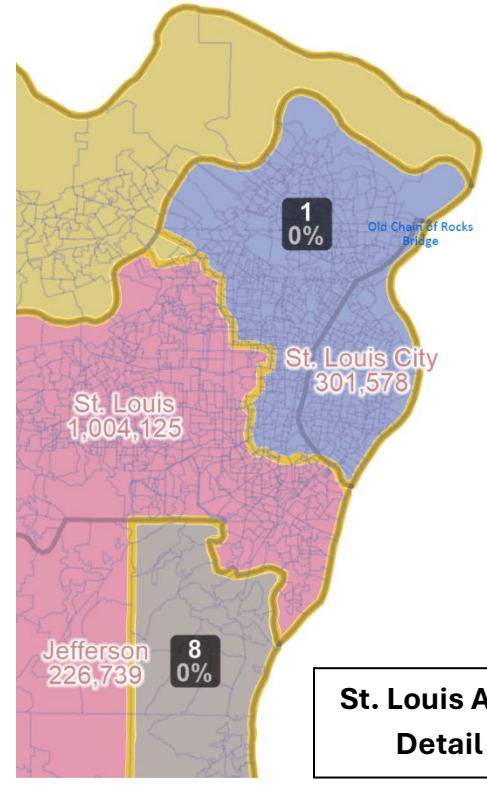 1
0%
Old Chain of Rocks
Bridge
St. Louis City
301,578
St. Louis
1,004,125
Jefferson
226,739
8
0%
St. Louis A
Detail